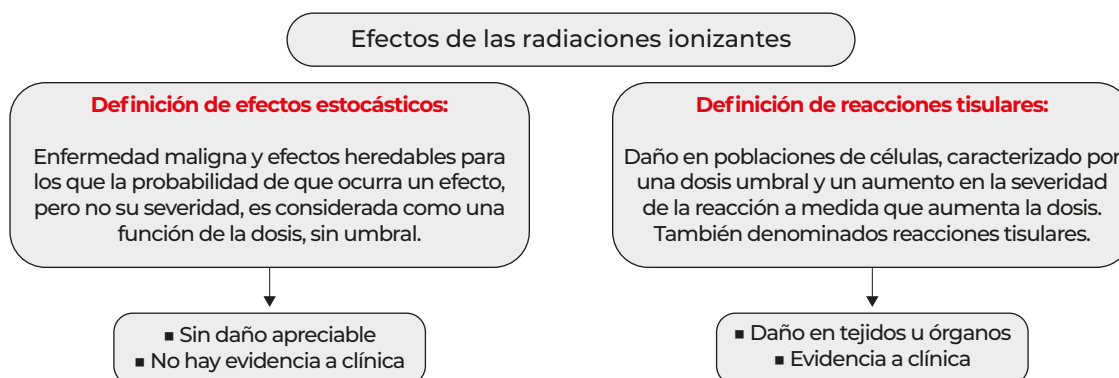 Efectos de las radiaciones ionizantes
Definición de efectos estocásticos:
Enfermedad maligna y efectos heredables para
los que la probabilidad de que ocurra un efecto,
pero no su severidad, es considerada como una
función de la dosis, sin umbral.
▪ Sin daño apreciable
▪ No hay evidencia a clínica
Definición de reacciones tisulares:
Daño en poblaciones de células, caracterizado por
una dosis umbral y un aumento en la severidad
de la reacción a medida que aumenta la dosis.
También denominados reacciones tisulares.
▪ Daño en tejidos u órganos
▪ Evidencia a clínica